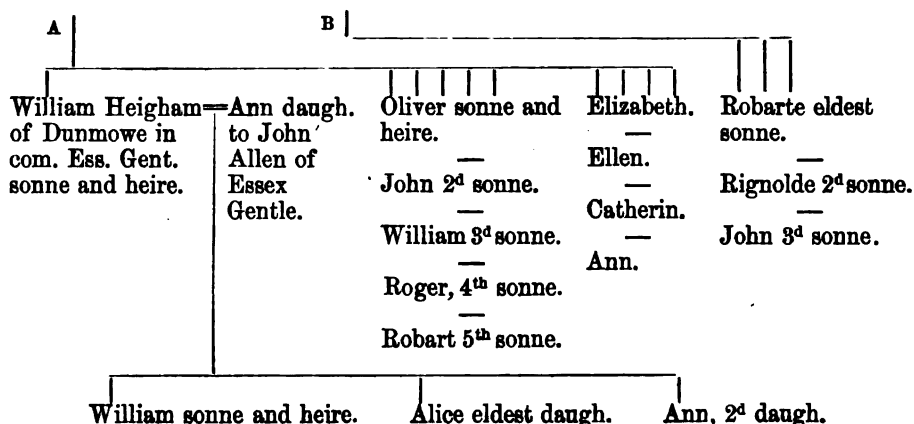 A
B
William Heigham=Ann daugh.
of Dunmowe in
com. Ess. Gent.
sonne and heire.
to John
Allen of
Essex
Gentle.
Oliver sonne and
heire.
—
John 2d sonne.
—
William 3d sonne.
—
Roger, 4th sonne.
—
Robart 5th sonne.
Elizabeth.
—
Ellen.
—
Catherin.
—
Ann.
Robarte eldest
sonne.
—
Rignolde 2d sonne.
—
John 3d sonne.
William sonne and heire.
Alice eldest daugh.
Ann, 2d daugh.